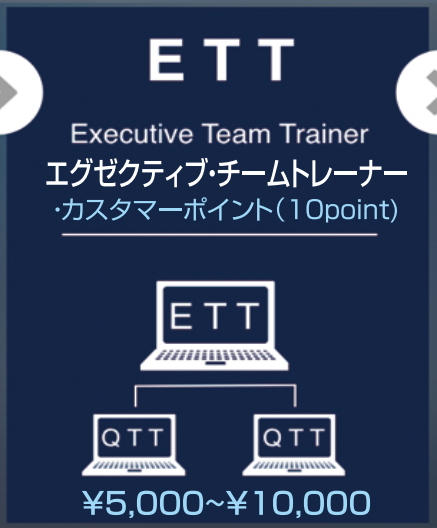 ETT
Executive Team Trainer
エグゼクティブ・チームトレーナー
・カスタマーポイント(10point)
ETT
QTT QTT
¥5,000~¥10,000